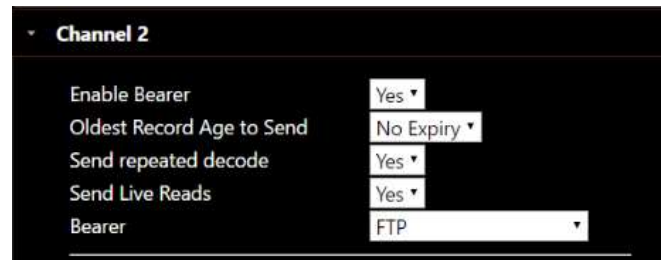 Channel 2
Enable Bearer Yes
Oldest Record Age to Send No Expiry
Send repeated decode Yes
Send Live Reads Yes
Bearer FTP